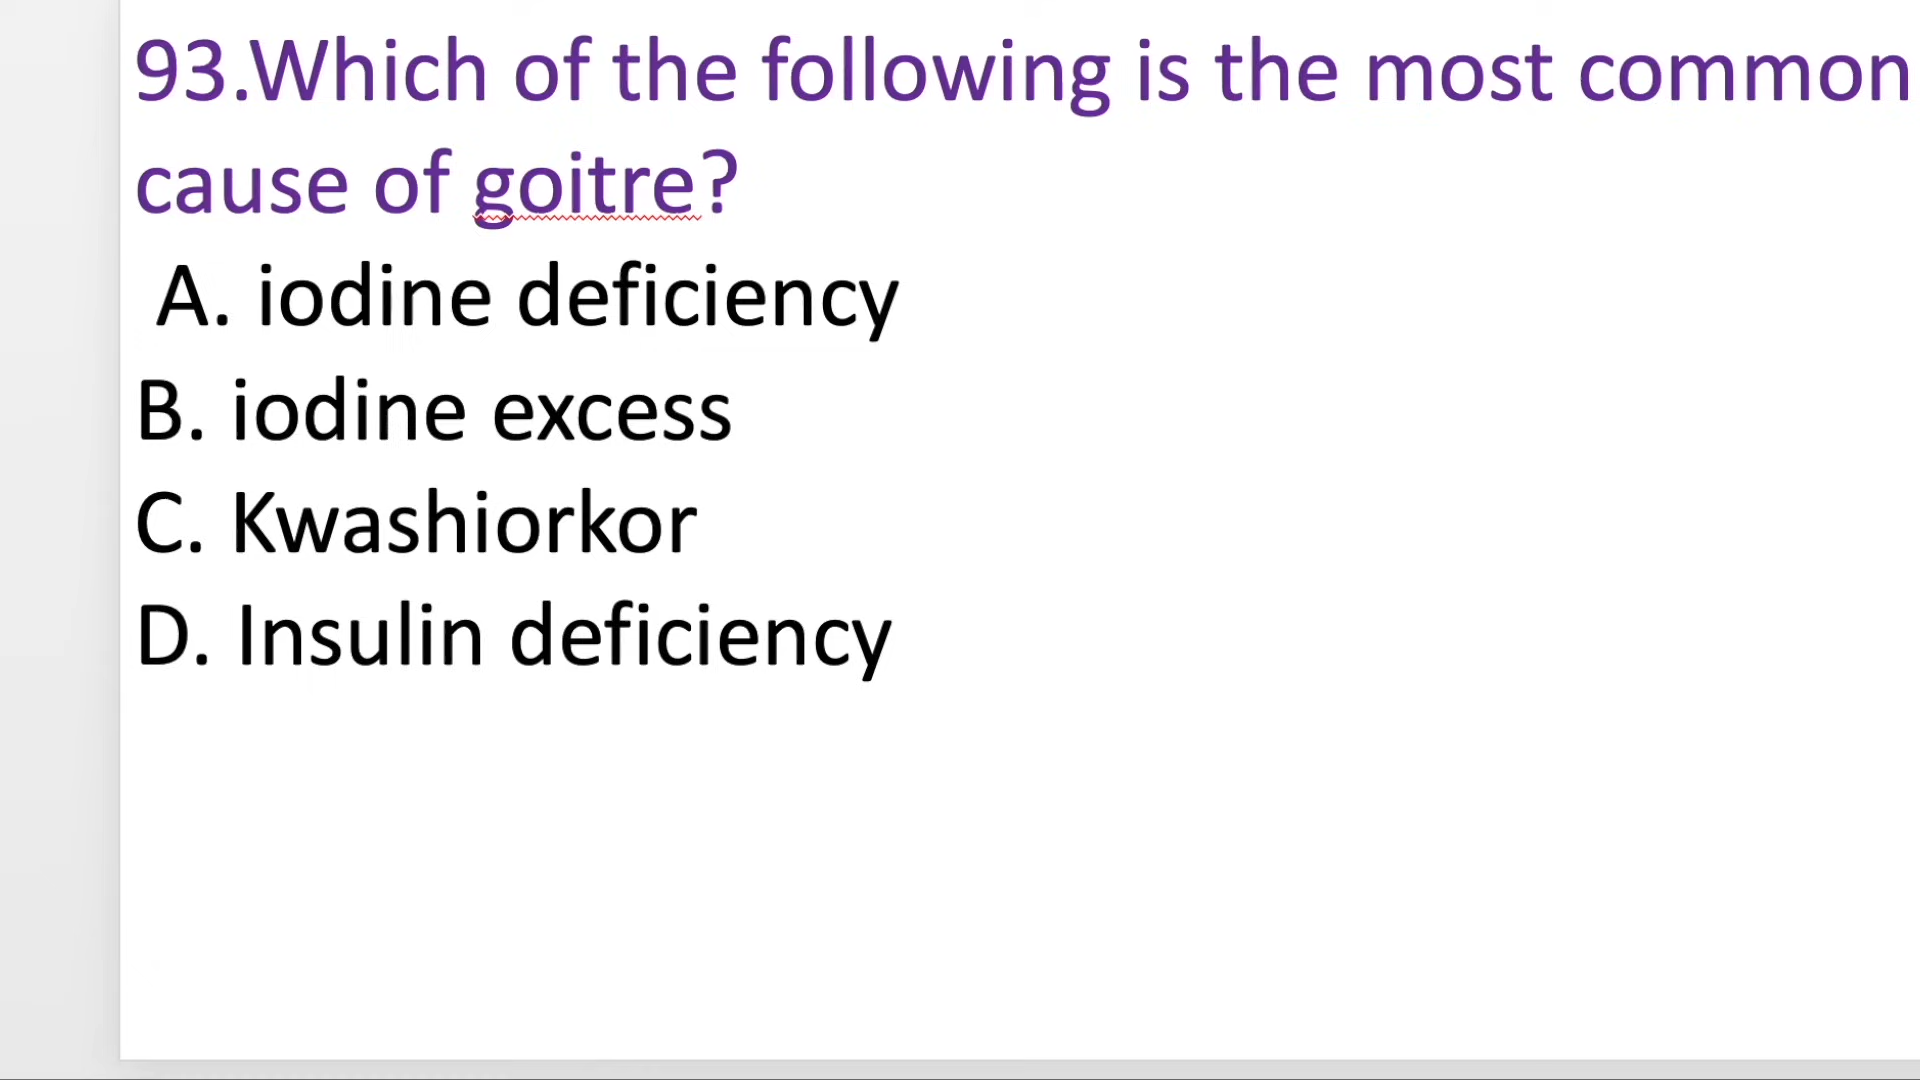 93.Which of the following is the most common
cause of goitre?
A. iodine deficiency
B. iodine excess
C. Kwashiorkor
D. Insulin deficiency